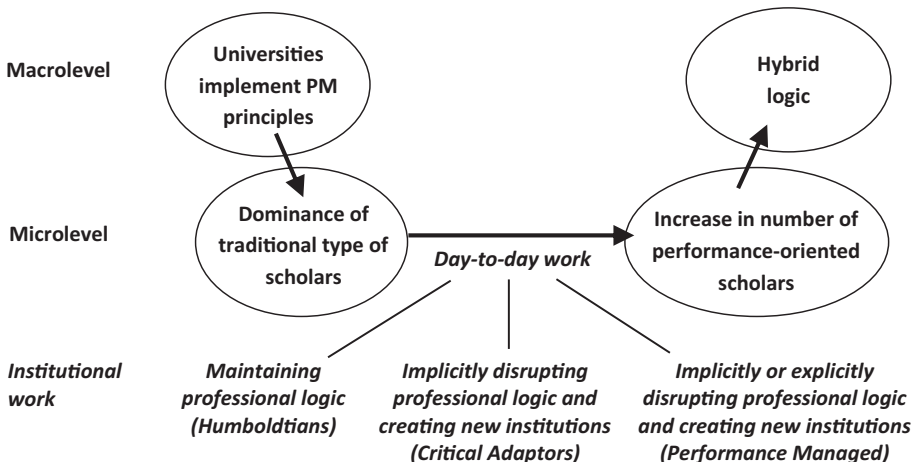 Macrolevel
Universities
implement PM
principles
Hybrid
logic
Microlevel
Dominance of
traditional type of
scholars
Increase in number of
performance-oriented
scholars
Day-to-day work
Institutional
work
Maintaining
professional logic
(Humboldtians)
Implicitly disrupting
professional logic and
creating new institutions
(Critical Adaptors)
Implicitly or explicitly
disrupting professional logic
and creating new institutions
(Performance Managed)